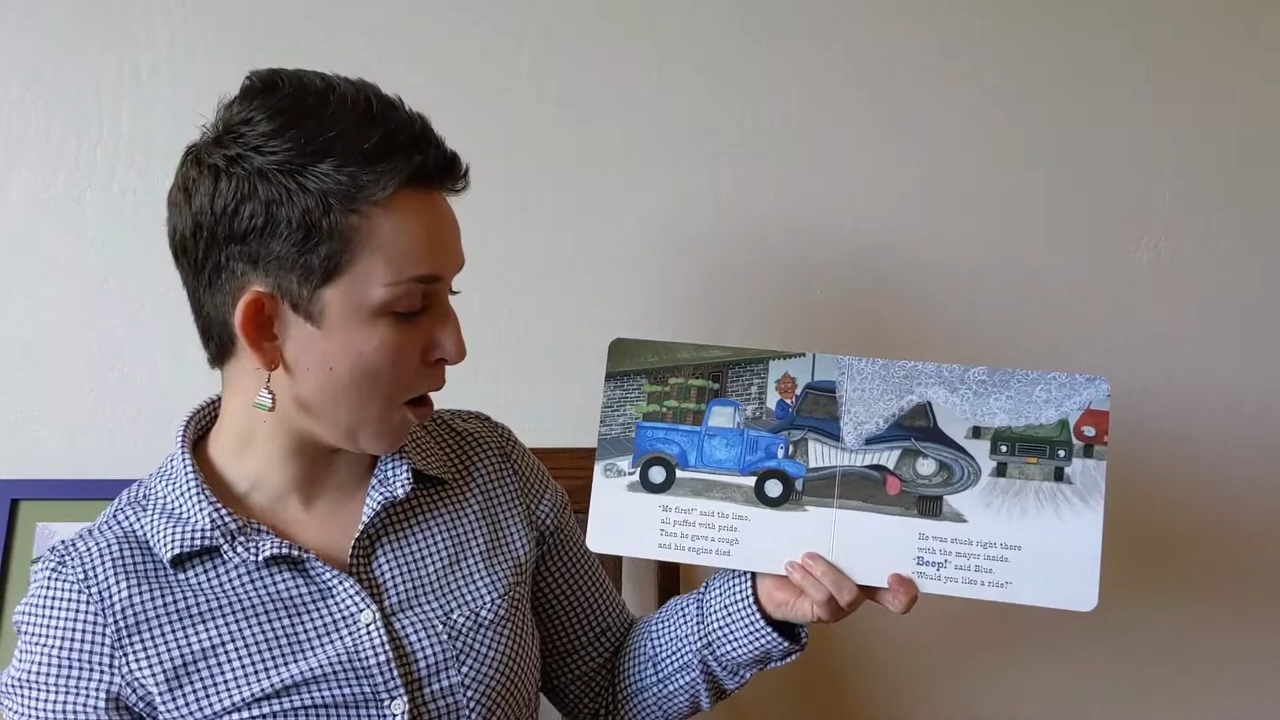 "Me first!" said the limo,
all puffed with pride.
Then he gave a cough
and his engine died.
He was stuck right there
with the mayor inside.
"Beep!" said Blue.
"Would you like a ride?"